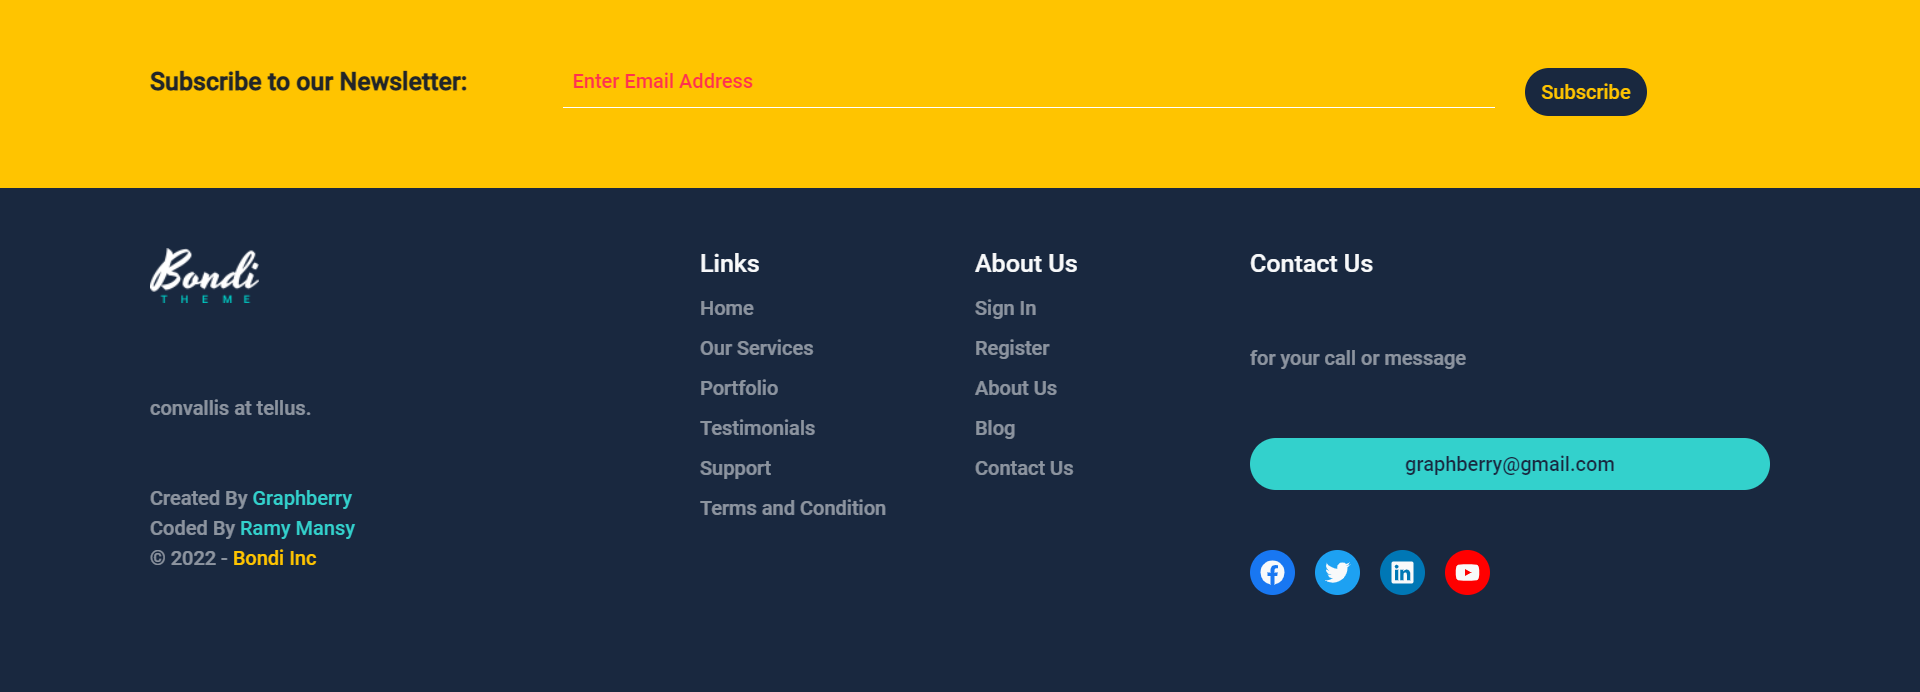 Subscribe to our Newsletter:
Enter Email Address
Subscribe
Bondi
THEME
convallis at tellus.
Created By Graphberry
Coded By Ramy Mansy
© 2022 - Bondi Inc
Links
Home
Our Services
Portfolio
Testimonials
Support
Terms and Condition
About Us
Sign In
Register
About Us
Blog
Contact Us
Contact Us
for your call or message
graphberry@gmail.com